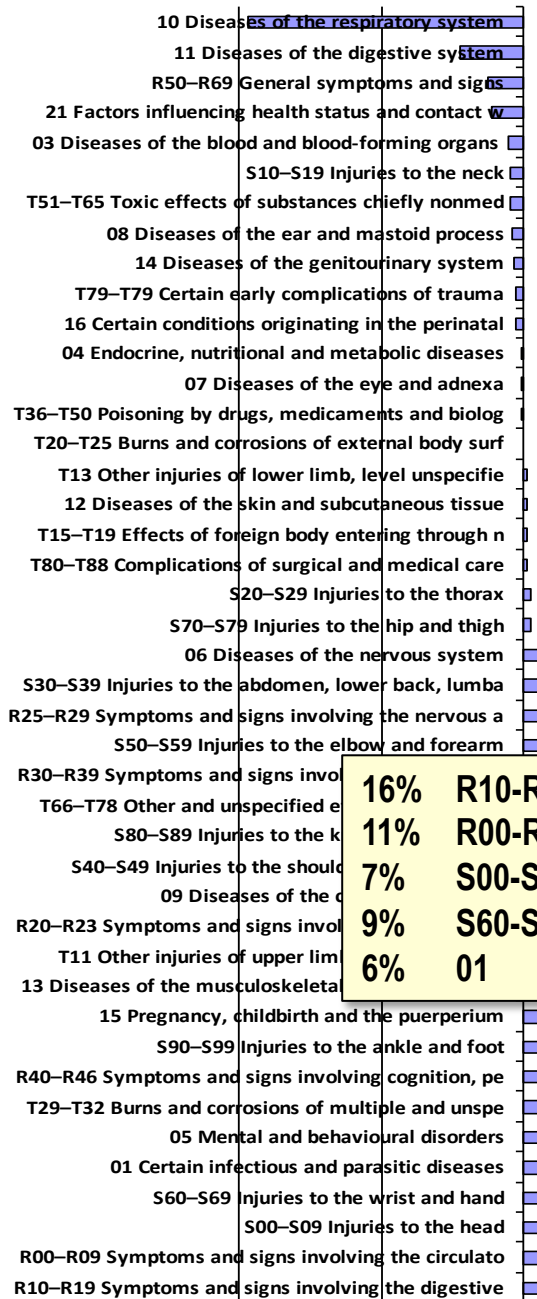 10 Diseases of the respiratory system
11 Diseases of the digestive system
R50–R69 General symptoms and signs
21 Factors influencing health status and contact w
03 Diseases of the blood and blood-forming organs
S10–S19 Injuries to the neck
T51–T65 Toxic effects of substances chiefly nonmed
08 Diseases of the ear and mastoid process
14 Diseases of the genitourinary system
T79–T79 Certain early complications of trauma
16 Certain conditions originating in the perinatal
04 Endocrine, nutritional and metabolic diseases
07 Diseases of the eye and adnexa
T36–T50 Poisoning by drugs, medicaments and biolog
T20–T25 Burns and corrosions of external body surf
T13 Other injuries of lower limb, level unspecifie
12 Diseases of the skin and subcutaneous tissue
T15–T19 Effects of foreign body entering through n
T80–T88 Complications of surgical and medical care
S20–S29 Injuries to the thorax
S70–S79 Injuries to the hip and thigh
06 Diseases of the nervous system
S30–S39 Injuries to the abdomen, lower back, lumba
R25–R29 Symptoms and signs involving the nervous a
S50–S59 Injuries to the elbow and forearm
R30–R39 Symptoms and signs invol
T66–T78 Other and unspecified e
S80–S89 Injuries to the k
S40–S49 Injuries to the should
09 Diseases of the c
R20–R23 Symptoms and signs invol
T11 Other injuries of upper limb
13 Diseases of the musculoskeletal
16% R10-R
11% R00-R
7% S00-S
9% S60-S
6% 01
15 Pregnancy, childbirth and the puerperium
S90–S99 Injuries to the ankle and foot
R40–R46 Symptoms and signs involving cognition, pe
T29–T32 Burns and corrosions of multiple and unspe
05 Mental and behavioural disorders
01 Certain infectious and parasitic diseases
S60–S69 Injuries to the wrist and hand
S00–S09 Injuries to the head
R00–R09 Symptoms and signs involving the circulato
R10–R19 Symptoms and signs involving the digestive